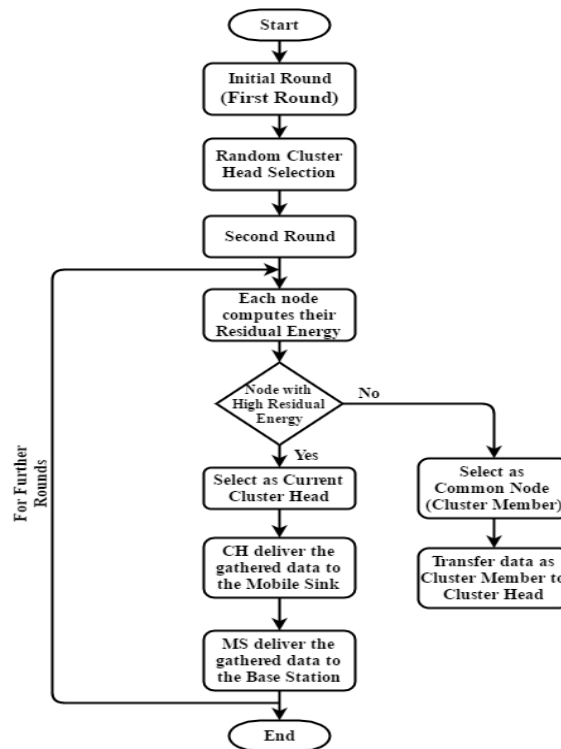 Start
Initial Round
(First Round)
Random Cluster
Head Selection
Second Round
Each node
computes their
Residual Energy
Node with
High Residual
Energy
No
Yes
Select as Current
Cluster Head
CH deliver the
gathered data to
the Mobile Sink
MS deliver the
gathered data to
the Base Station
End
Select as
Common Node
(Cluster Member)
Transfer data as
Cluster Member to
Cluster Head
For Further
Rounds